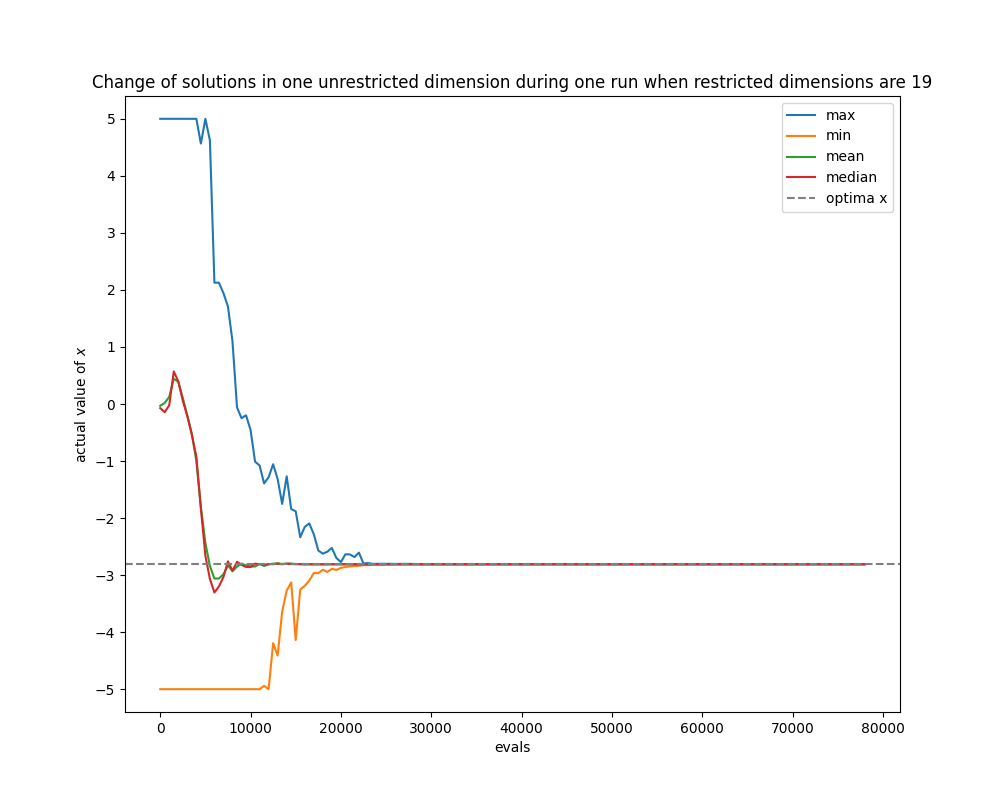 Change of solutions in one unrestricted dimension during one run when restricted dimensions are 19
max
min
mean
median
optima x
actual value of x
5
4
3
2
1
0
−1
−2
−3
−4
−5
0 10000 20000 30000 40000 50000 60000 70000 80000
evals